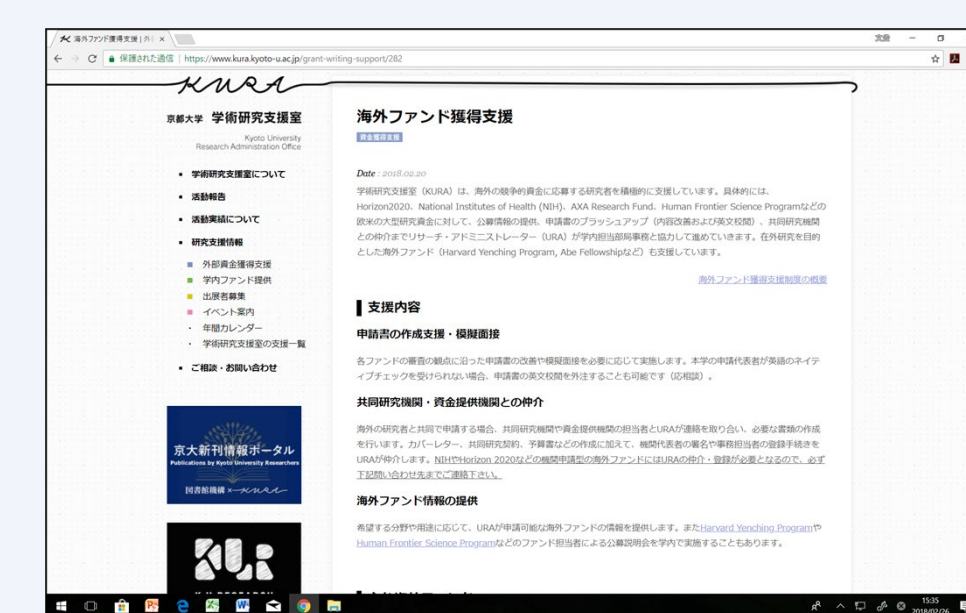 海外ファンド獲得支援 | 外
文愈
保護された通信 | https://www.kura.kyoto-u.ac.jp/grant-writing-support/282
KURA
京都大学 学術研究支援室
Kyoto University
Research Administration Office
学術研究支援室について
活動報告
活動実績について
研究支援情報
外部資金獲得支援
学内ファンド提供
出展者募集
イベント案内
年間カレンダー
学術研究支援室の支援一覧
ご相談・お問い合わせ
京大新刊情報ポータル
Publications by Kyoto University Researchers
図書館機構 × KURA
海外ファンド獲得支援
資金獲得支援
Date : 2018.02.20
学術研究支援室（KURA）は、海外の競争的資金に応募する研究者を積極的に支援しています。具体的には、
Horizon2020、National Institutes of Health (NIH)、AXA Research Fund、Human Frontier Science Programなどの
欧米の大型研究資金に対して、公募情報の提供、申請書のブラッシュアップ（内容改善および英文校閲）、共同研究機関
との仲介までリサーチ・アドミニストレーター（URA）が学内担当部局事務と協力して進めていきます。在外研究を目的
とした海外ファンド（Harvard Yenching Program, Abe Fellowshipなど）も支援しています。
海外ファンド獲得支援制度の概要
支援内容
申請書の作成支援・模擬面接
各ファンドの審査の観点に沿った申請書の改善や模擬面接を必要に応じて実施します。本学の申請代表者が英語のネイテ
ィブチェックを受けられない場合、申請書の英文校閲を外注することも可能です（応相談）。
共同研究機関・資金提供機関との仲介
海外の研究者と共同で申請する場合、共同研究機関や資金提供機関の担当者とURAが連絡を取り合い、必要な書類の作成
を行います。カバーレター、共同研究契約、予算書などの作成に加えて、機関代表者の署名や事務担当者の登録手続きを
URAが仲介します。NIHやHorizon 2020などの機関申請型の海外ファンドにはURAの仲介・登録が必要となるので、必ず
下記問い合わせ先までご連絡下さい。
海外ファンド情報の提供
希望する分野や用途に応じて、URAが申請可能な海外ファンドの情報を提供します。またHarvard Yenching Programや
Human Frontier Science Programなどのファンド担当者による公募説明会を学内で実施することもあります。
15:35
2018/02/26